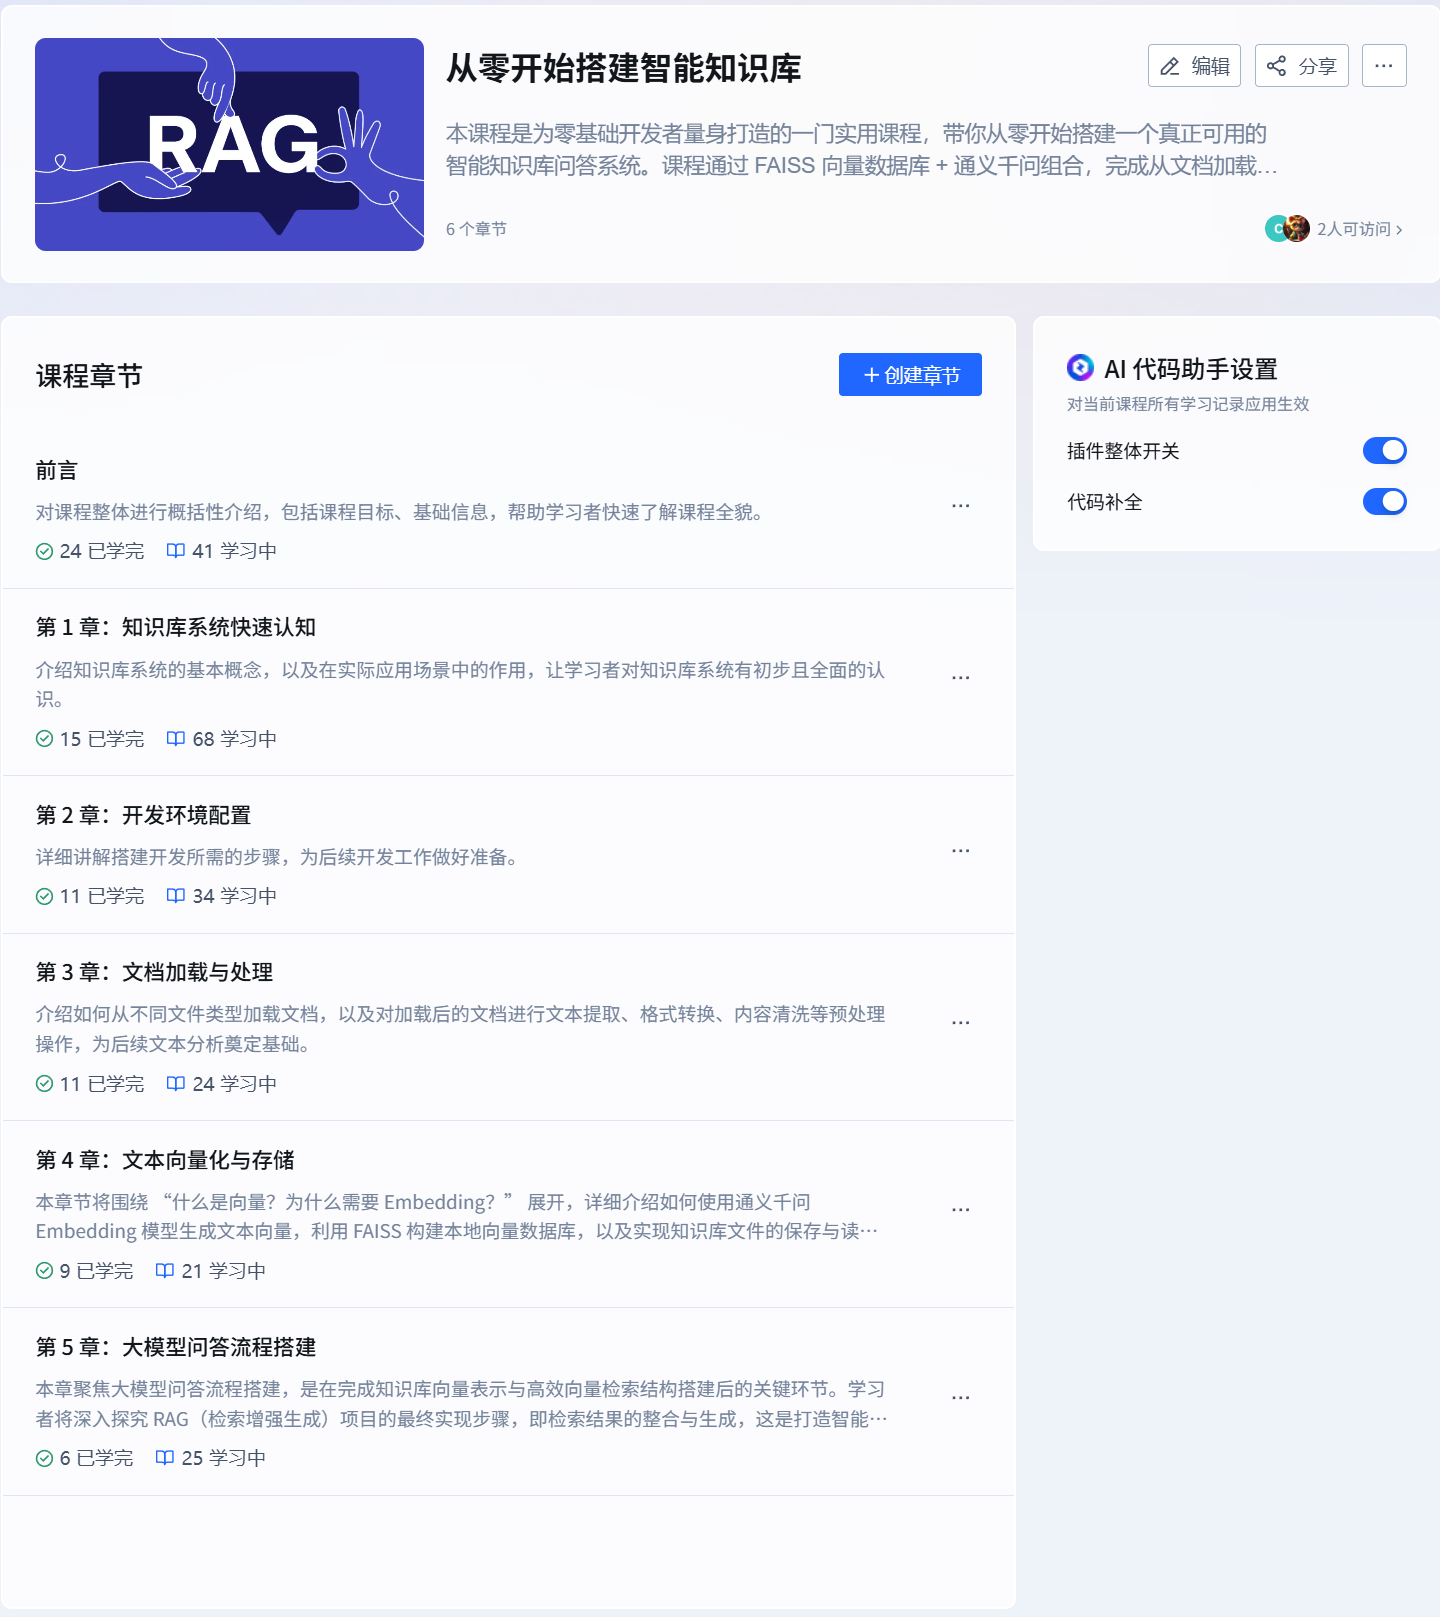 RAG
从零开始搭建智能知识库
编辑
分享
本课程是为零基础开发者量身打造的一门实用课程，带你从零开始搭建一个真正可用的
智能知识库问答系统。课程通过 FAISS 向量数据库 + 通义千问组合，完成从文档加载...
6 个章节
C
2人可访问
课程章节
创建章节
前言
对课程整体进行概括性介绍，包括课程目标、基础信息，帮助学习者快速了解课程全貌。
24 已学完 41 学习中
第 1 章：知识库系统快速认知
介绍知识库系统的基本概念，以及在实际应用场景中的作用，让学习者对知识库系统有初步且全面的认
识。
15 已学完 68 学习中
第 2 章：开发环境配置
详细讲解搭建开发所需的步骤，为后续开发工作做好准备。
11 已学完 34 学习中
第 3 章：文档加载与处理
介绍如何从不同文件类型加载文档，以及对加载后的文档进行文本提取、格式转换、内容清洗等预处理
操作，为后续文本分析奠定基础。
11 已学完 24 学习中
第 4 章：文本向量化与存储
本章节将围绕 “什么是向量？为什么需要 Embedding？” 展开，详细介绍如何使用通义千问
Embedding 模型生成文本向量，利用 FAISS 构建本地向量数据库，以及实现知识库文件的保存与读…
9 已学完 21 学习中
第 5 章：大模型问答流程搭建
本章聚焦大模型问答流程搭建，是在完成知识库向量表示与高效向量检索结构搭建后的关键环节。学习
者将深入探究 RAG（检索增强生成）项目的最终实现步骤，即检索结果的整合与生成，这是打造智能…
6 已学完 25 学习中
AI 代码助手设置
对当前课程所有学习记录应用生效
插件整体开关
代码补全